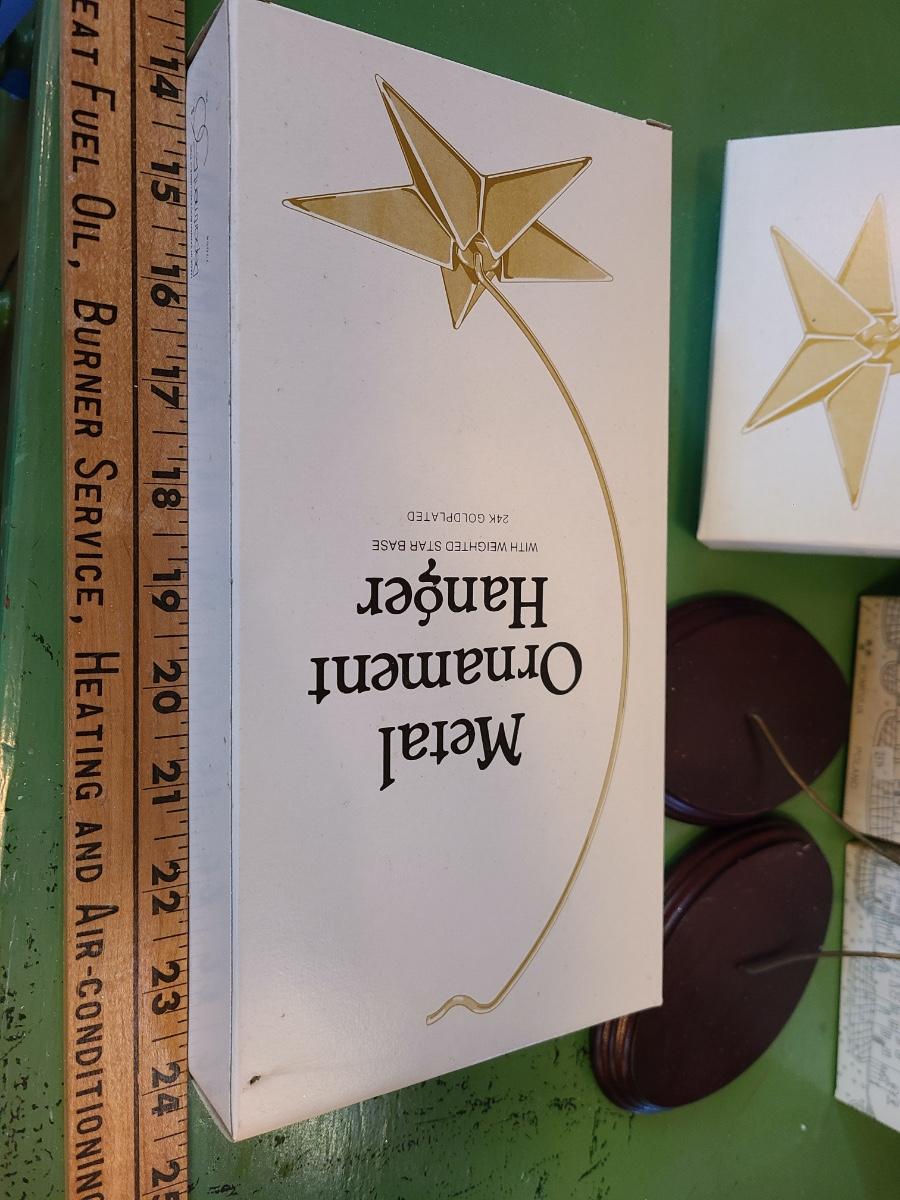 EAT FUEL OIL, BURNER SERVICE, HEATING AND AIR-CONDITIONING
14 15 16 17 18 19 20 21 22 23 24 25
Metal
Ornament
Hanger
WITH WEIGHTED STAR BASE
24K GOLDPLATED
POLAND